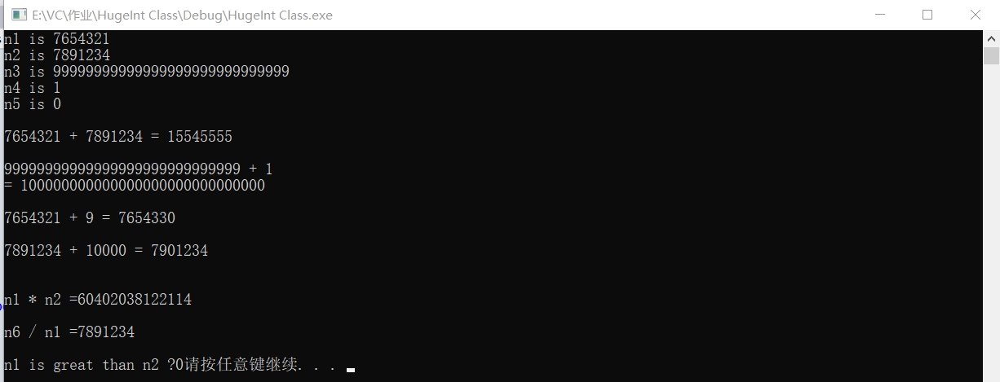 E:\VC\作业\HugeInt Class\Debug\HugeInt Class.exe
n1 is 7654321
n2 is 7891234
n3 is 99999999999999999999999999999
n4 is 1
n5 is 0
7654321 + 7891234 = 15545555
99999999999999999999999999999 + 1
= 100000000000000000000000000000
7654321 + 9 = 7654330
7891234 + 10000 = 7901234
n1 * n2 =60402038122114
n6 / n1 =7891234
n1 is great than n2 ?0请按任意键继续. . .